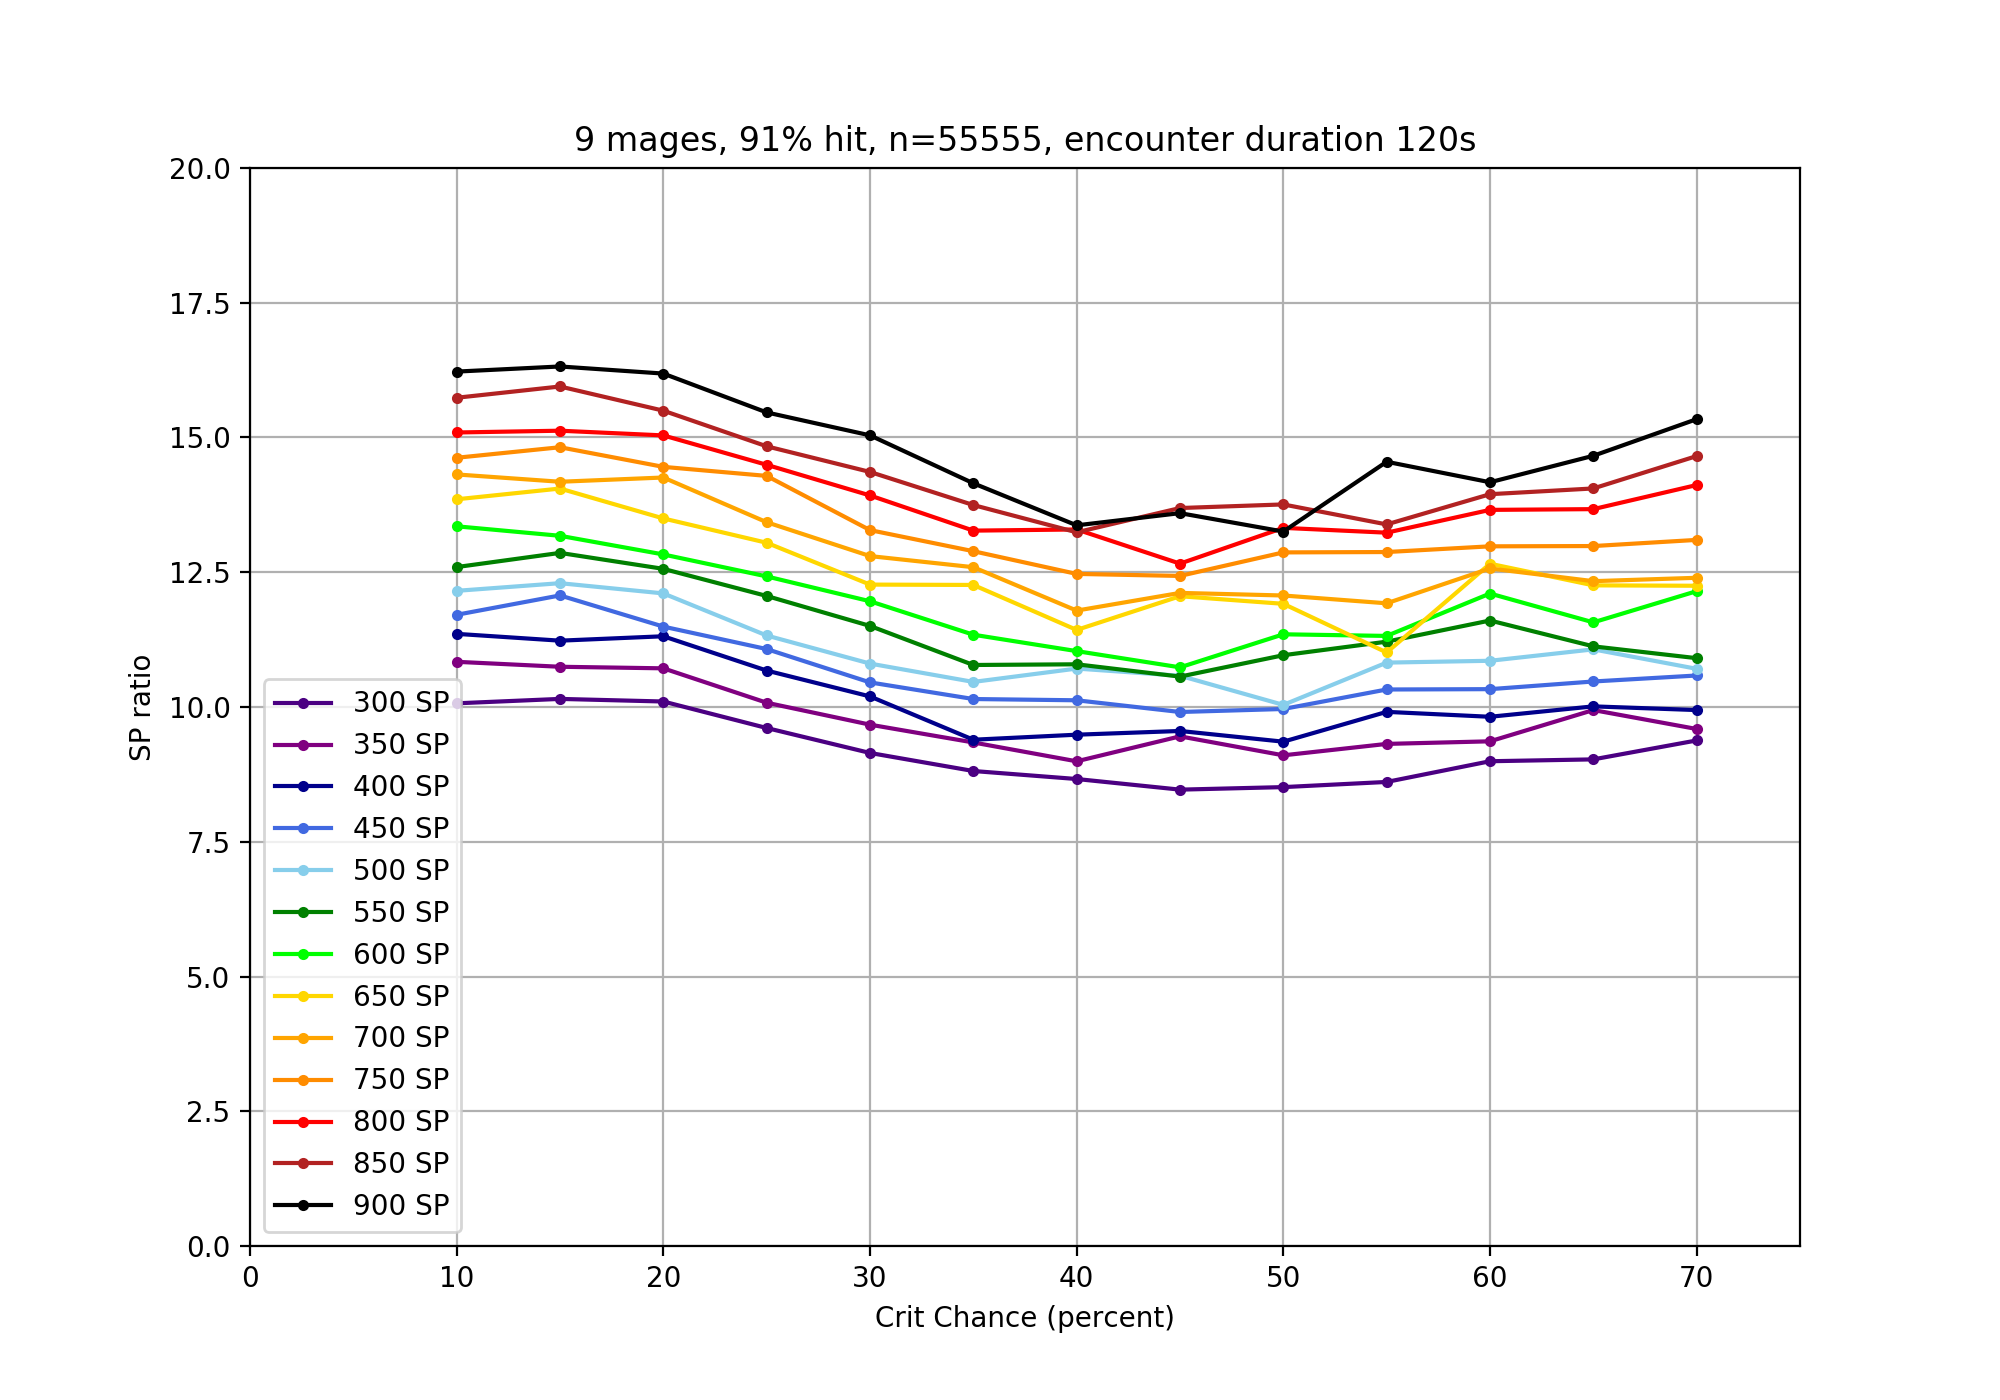 9 mages, 91% hit, n=55555, encounter duration 120s
20.0
17.5
15.0
12.5
10.0
7.5
5.0
2.5
0.0
SP ratio
300 SP
350 SP
400 SP
450 SP
500 SP
550 SP
600 SP
650 SP
700 SP
750 SP
800 SP
850 SP
900 SP
0 10 20 30 40 50 60 70
Crit Chance (percent)